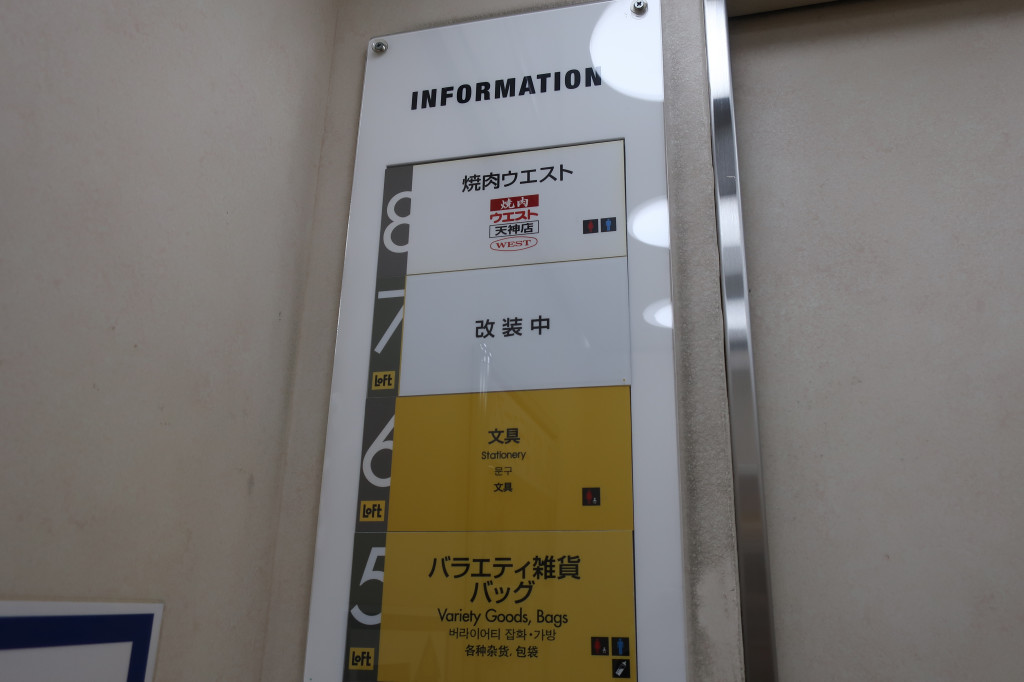 INFORMATION
8
焼肉ウエスト
焼肉
ウエスト
天神店
WEST
7
Loft
改装中
6
Loft
文具
Stationery
문구
文具
5
Loft
バラエティ雑貨
バッグ
Variety Goods, Bags
버라이어티 잡화・가방
各种杂货. 包袋